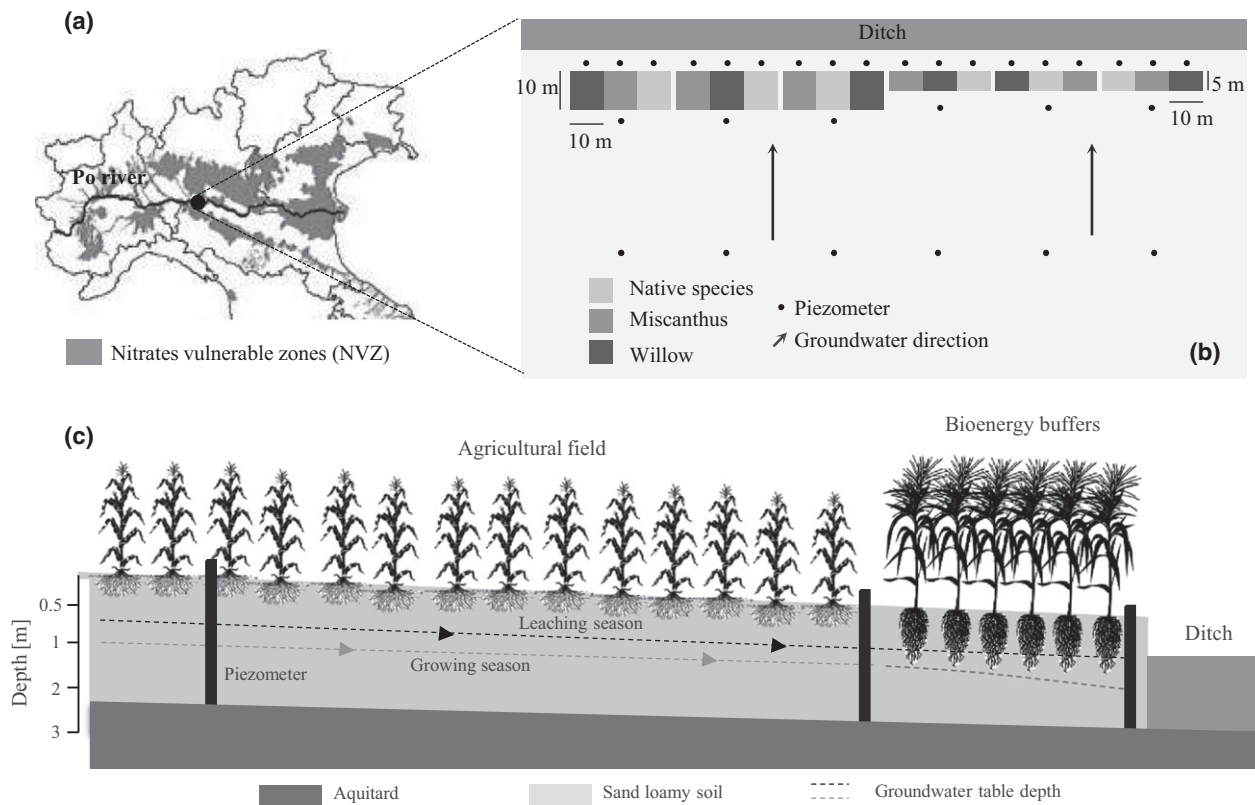 (a)
Po river
Nitrates vulnerable zones (NVZ)
Ditch
10 m
10 m
5 m
10 m
Native species
Miscanthus
Willow
Piezometer
Groundwater direction
(b)
(c)
Agricultural field
Bioenergy buffers
Depth [m]
0.5
1
2
3
Leaching season
Growing season
Piezometer
Ditch
Aquitard
Sand loamy soil
Groundwater table depth